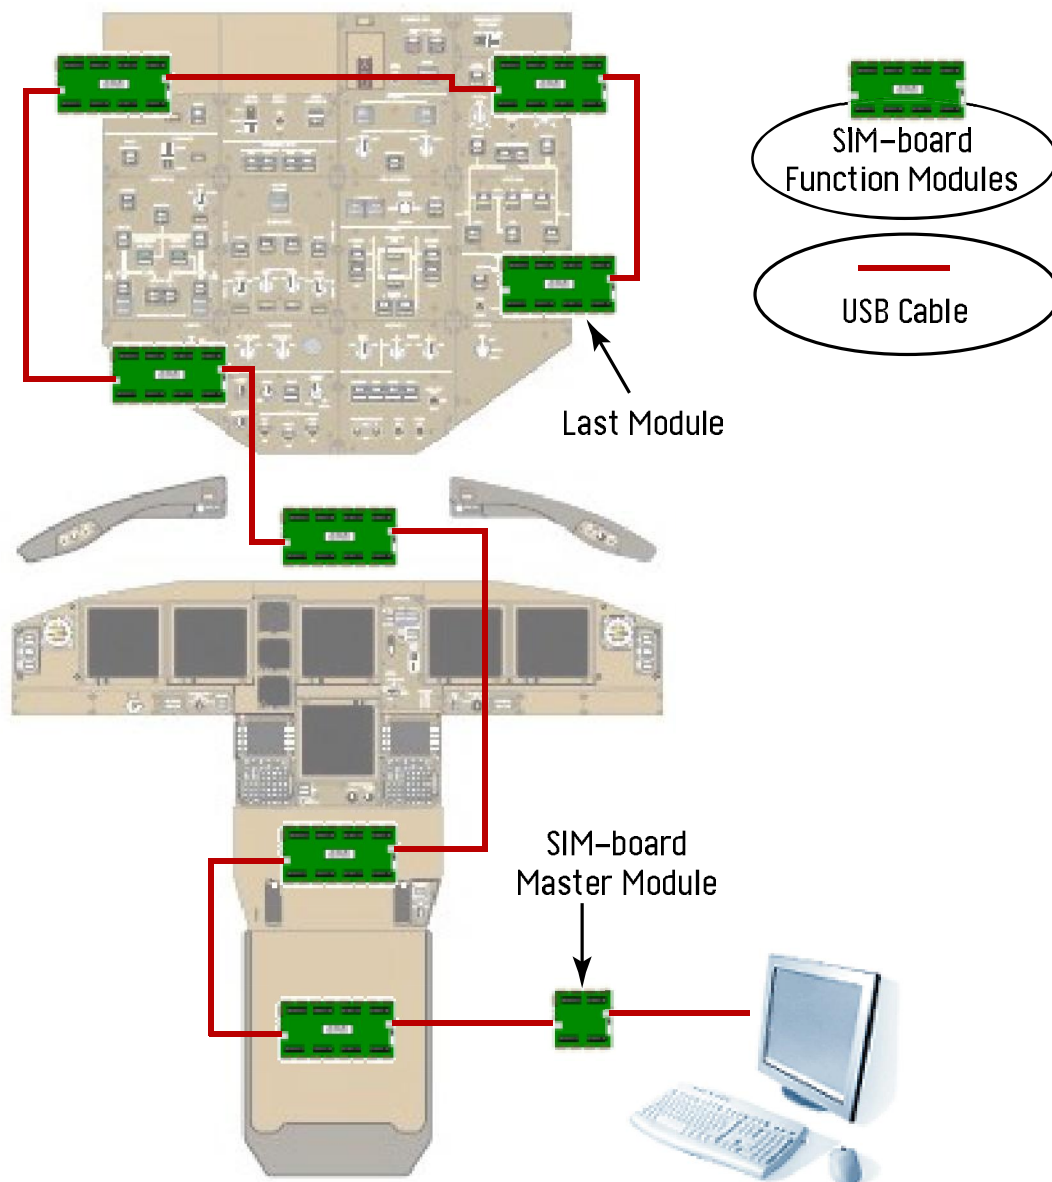 SIM-board
Function Modules
USB Cable
Last Module
SIM-board
Master Module